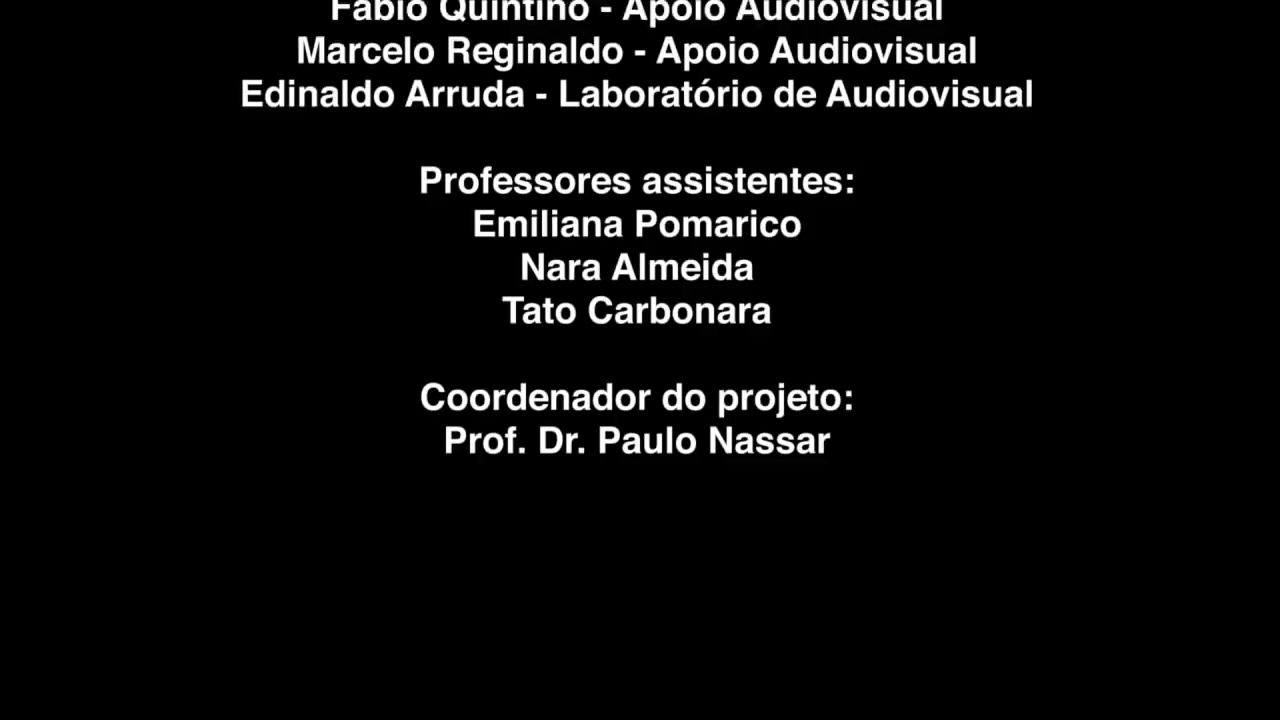 Fabio Quintino - Apoio Audiovisual
Marcelo Reginaldo - Apoio Audiovisual
Edinaldo Arruda - Laboratório de Audiovisual
Professores assistentes:
Emiliana Pomarico
Nara Almeida
Tato Carbonara
Coordenador do projeto:
Prof. Dr. Paulo Nassar